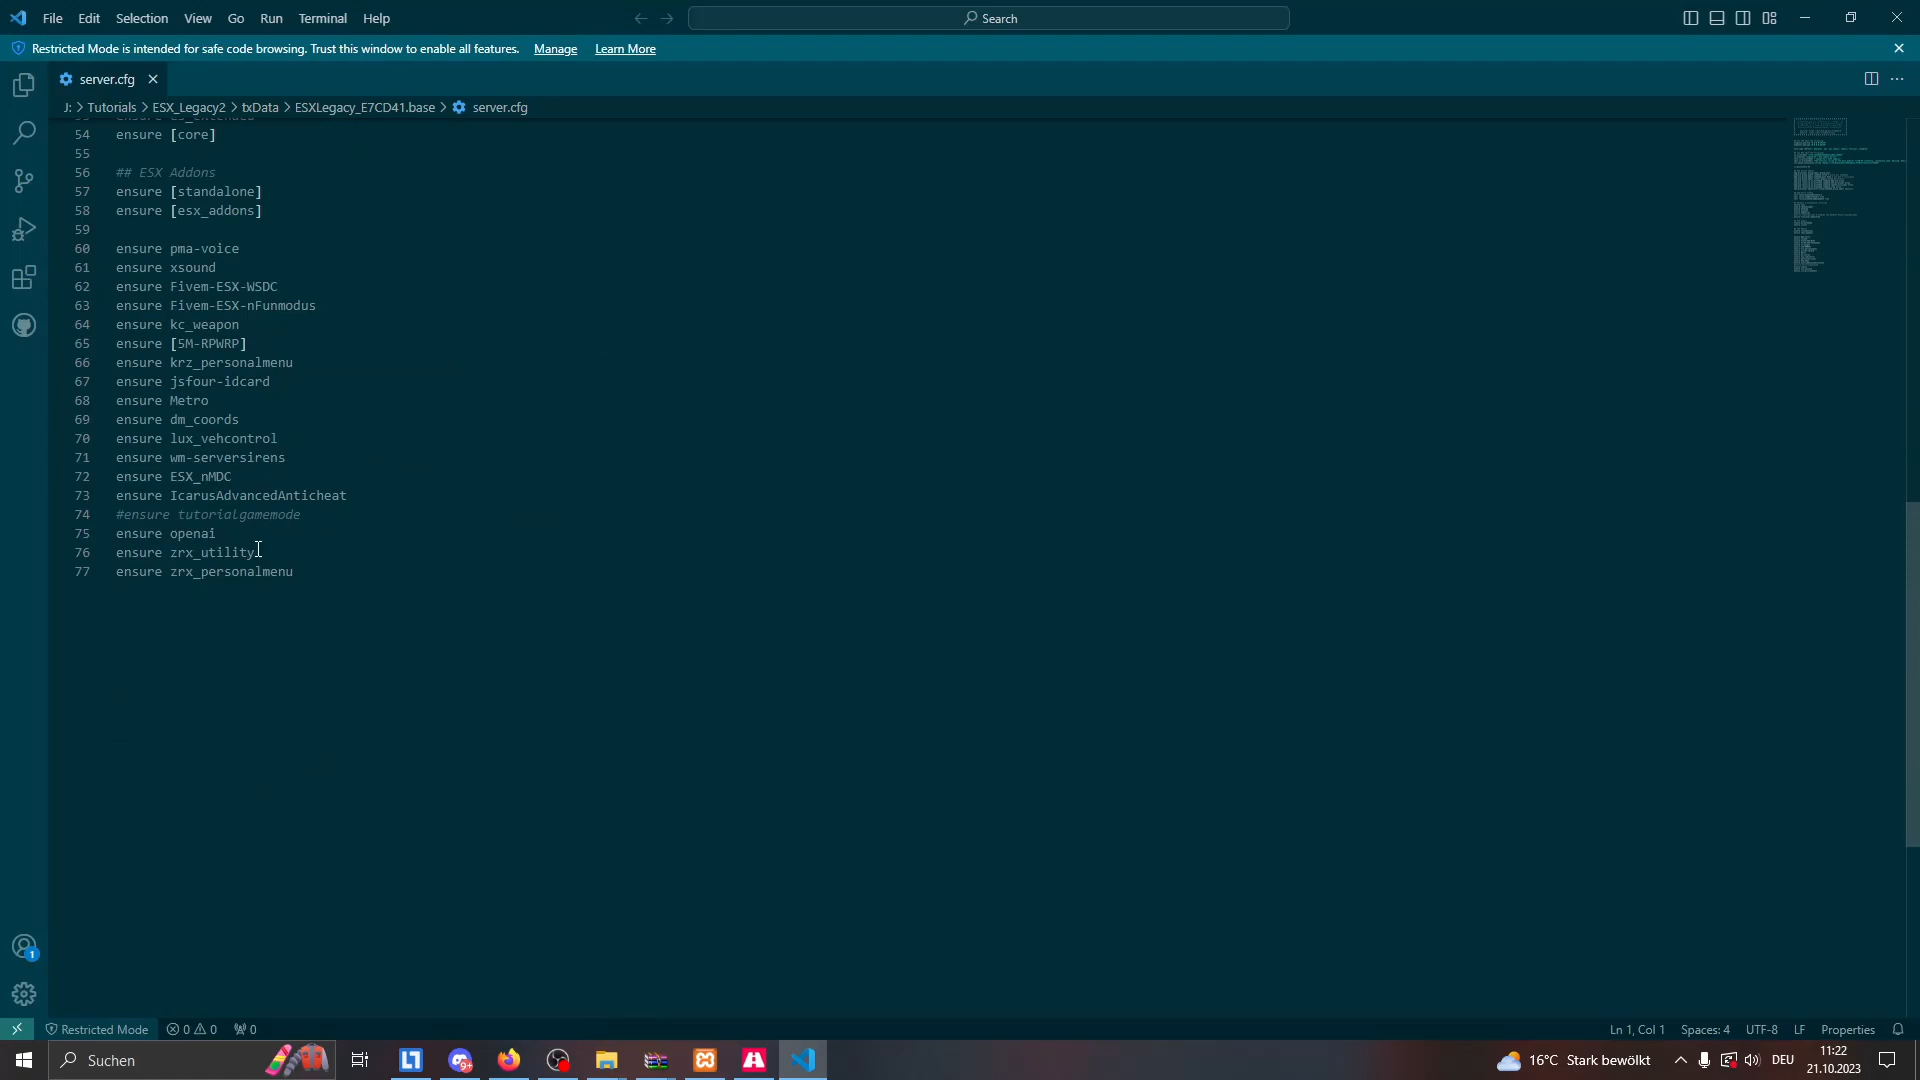 File Edit Selection View Go Run Terminal Help
Search
Restricted Mode is intended for safe code browsing. Trust this window to enable all features. Manage Learn More
server.cfg
J: > Tutorials > ESX_Legacy2 > txData > ESXLegacy_E7CD41.base > server.cfg
54 ensure [core]
55
56 ## ESX Addons
57 ensure [standalone]
58 ensure [esx_addons]
59
60 ensure pma-voice
61 ensure xsound
62 ensure Fivem-ESX-WSDC
63 ensure Fivem-ESX-nFunmodus
64 ensure kc_weapon
65 ensure [5M-RPWRP]
66 ensure krz_personalmenu
67 ensure jsfour-idcard
68 ensure Metro
69 ensure dm_coords
70 ensure lux_vehcontrol
71 ensure wm-serversirens
72 ensure ESX_nMDC
73 ensure IcarusAdvancedAnticheat
74 #ensure tutorialgamemode
75 ensure openai
76 ensure zrx_utility
77 ensure zrx_personalmenu
1
Restricted Mode 0 0 0
Ln 1, Col 1 Spaces: 4 UTF-8 LF Properties
Suchen
9+
16°C Stark bewölkt
DEU
11:22
21.10.2023